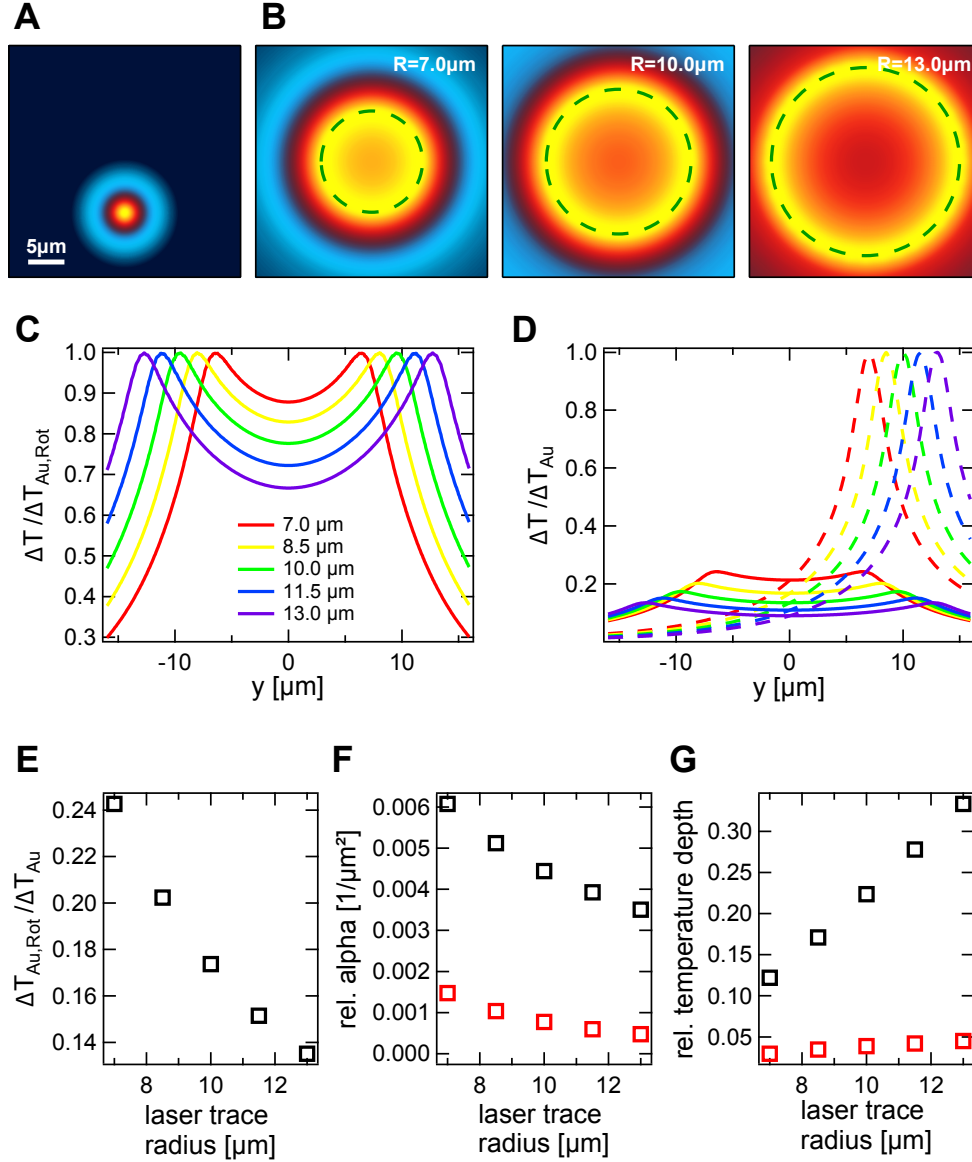 A
B
5µm
R=7.0µm
R=10.0µm
R=13.0µm
C
D
ΔT /ΔT_Au,Rot
1.0
0.9
0.8
0.7
0.6
0.5
0.4
0.3
7.0 µm
8.5 µm
10.0 µm
11.5 µm
13.0 µm
-10
0
10
y [µm]
ΔT /ΔT_Au
1.0
0.8
0.6
0.4
0.2
-10
0
10
y [µm]
E
F
G
ΔT_Au,Rot /ΔT_Au
0.24
0.22
0.20
0.18
0.16
0.14
8
10
12
laser trace
radius [µm]
rel. alpha [1/µm²]
0.006
0.005
0.004
0.003
0.002
0.001
0.000
8
10
12
laser trace
radius [µm]
rel. temperature depth
0.30
0.25
0.20
0.15
0.10
0.05
8
10
12
laser trace
radius [µm]